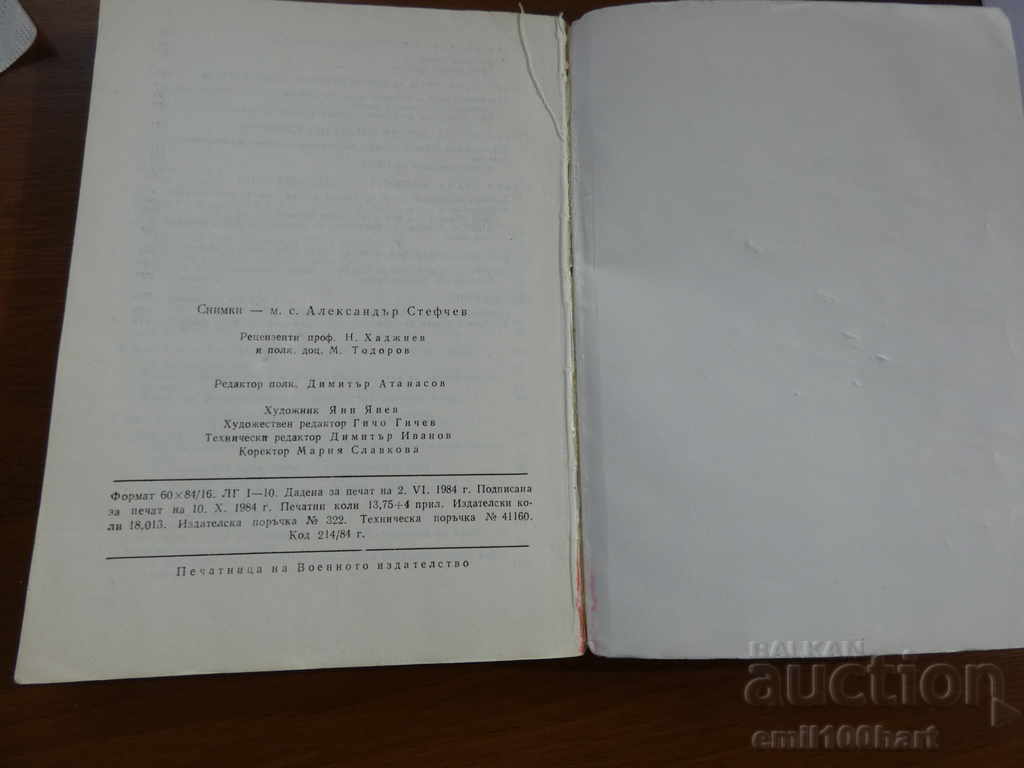 Снимки — м. с. Александър Стефчев
Рецензенти проф. Н. Хаджиев
и полк. доц. М. Тодоров
Редактор полк. Димитър Атанасов
Художник Яни Янев
Художествен редактор Гичо Гичев
Технически редактор Димитър Иванов
Коректор Мария Славкова
Формат 60×84/16. ЛГ I—10. Дадена за печат на 2. VI. 1984 г. Подписана
за печат на 10. X. 1984 г. Печатни коли 13,75+4 прил. Издателски ко-
ли 18,013. Издателска поръчка № 322. Техническа поръчка № 41160.
Код 214/84 г.
Печатница на Военното издателство
BALKAN
auction
emil100hart